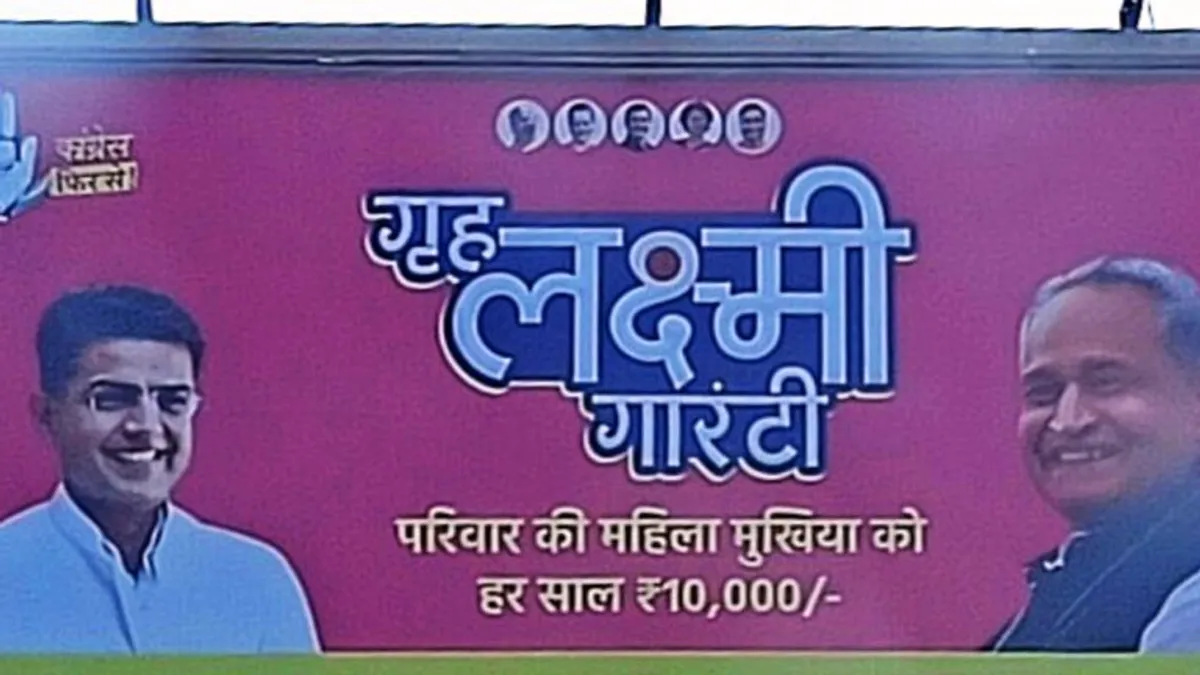 कांग्रेस
फिर से!
गृह
लक्ष्मी
गारंटी
परिवार की महिला मुखिया को
हर साल ₹10,000/-